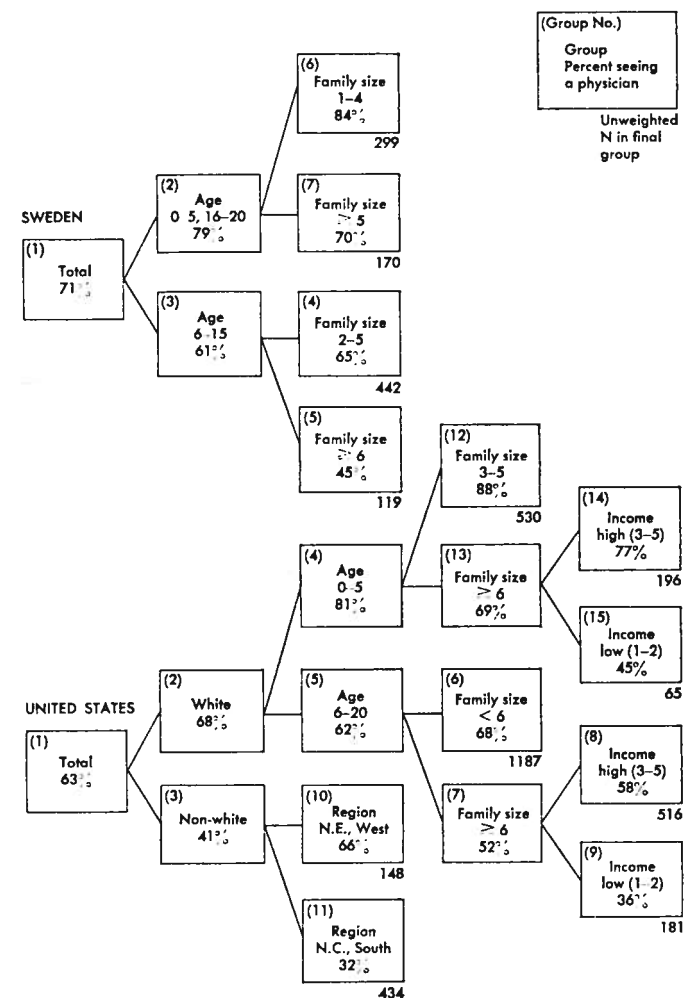 (Group No.)
Group
Percent seeing
a physician
Unweighted
N in final
group
SWEDEN
(1)
Total
71%
(2)
Age
0-5, 16-20
79%
(3)
Age
6-15
61%
(6)
Family size
1-4
84%
299
(7)
Family size
≥ 5
70%
170
(4)
Family size
2-5
65%
442
(5)
Family size
≥ 6
45%
119
UNITED STATES
(1)
Total
63%
(2)
White
68%
(3)
Non-white
41%
(4)
Age
0-5
81%
(5)
Age
6-20
62%
(10)
Region
N.E., West
66%
148
(11)
Region
N.C., South
32%
434
(12)
Family size
3-5
88%
530
(13)
Family size
≥ 6
69%
(6)
Family size
< 6
68%
1187
(7)
Family size
≥ 6
52%
(14)
Income
high (3-5)
77%
196
(15)
Income
low (1-2)
45%
65
(8)
Income
high (3-5)
58%
516
(9)
Income
low (1-2)
36%
181